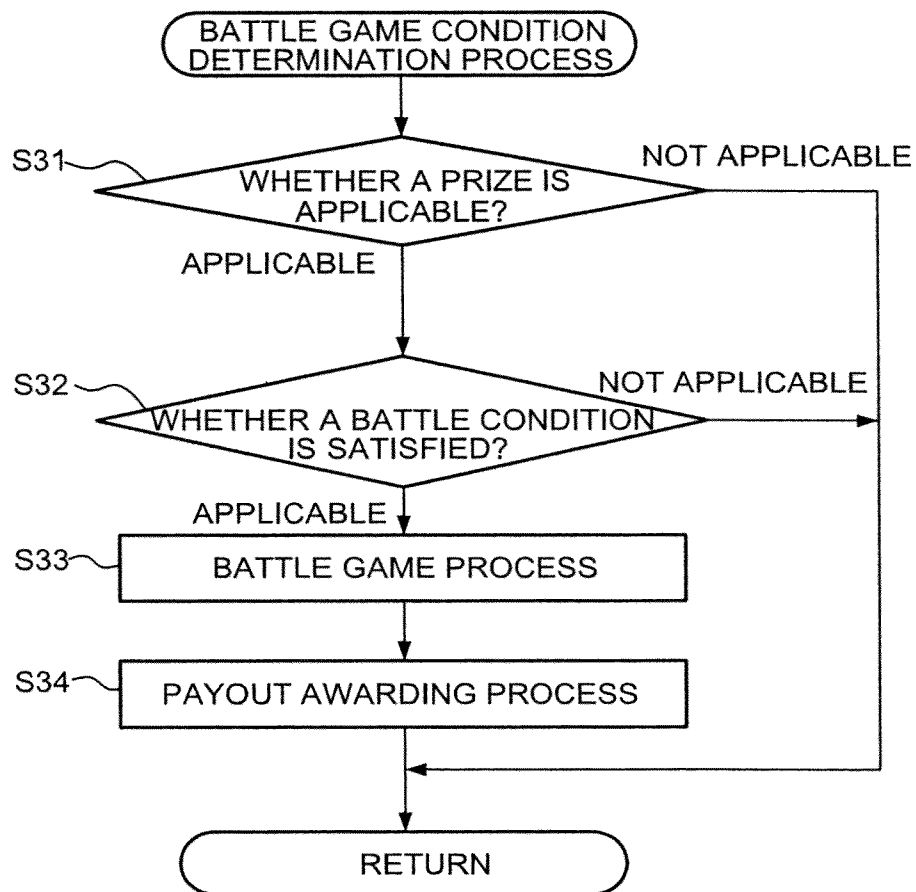 BATTLE GAME CONDITION
DETERMINATION PROCESS
S31
NOT APPLICABLE
WHETHER A PRIZE IS
APPLICABLE?
APPLICABLE
S32
NOT APPLICABLE
WHETHER A BATTLE CONDITION
IS SATISFIED?
APPLICABLE
S33
BATTLE GAME PROCESS
S34
PAYOUT AWARDING PROCESS
RETURN